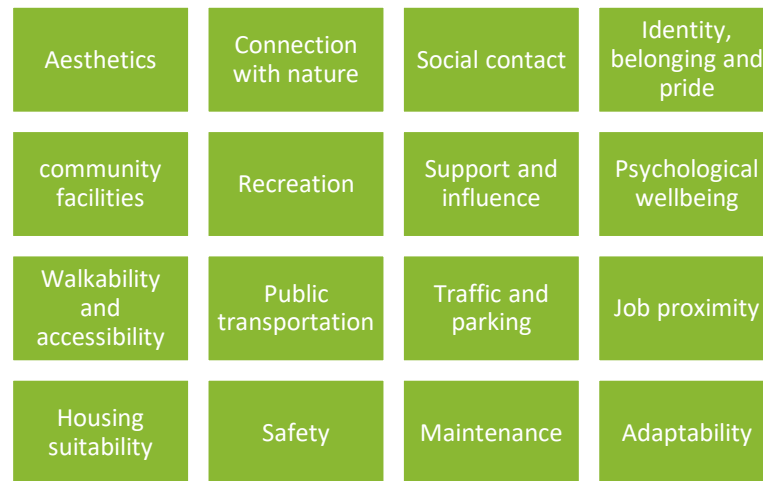 Aesthetics
Connection
with nature
Social contact
Identity,
belonging and
pride
community
facilities
Recreation
Support and
influence
Psychological
wellbeing
Walkability
and
accessibility
Public
transportation
Traffic and
parking
Job proximity
Housing
suitability
Safety
Maintenance
Adaptability